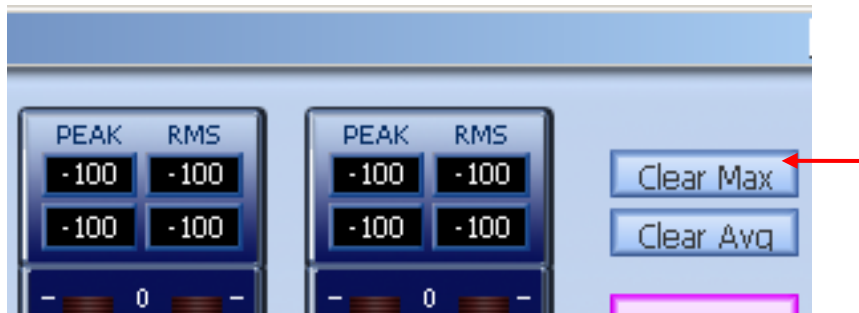 PEAK RMS PEAK RMS
-100 -100 -100 -100 Clear Max
-100 -100 -100 -100 Clear Avg
- 0 - - 0 -